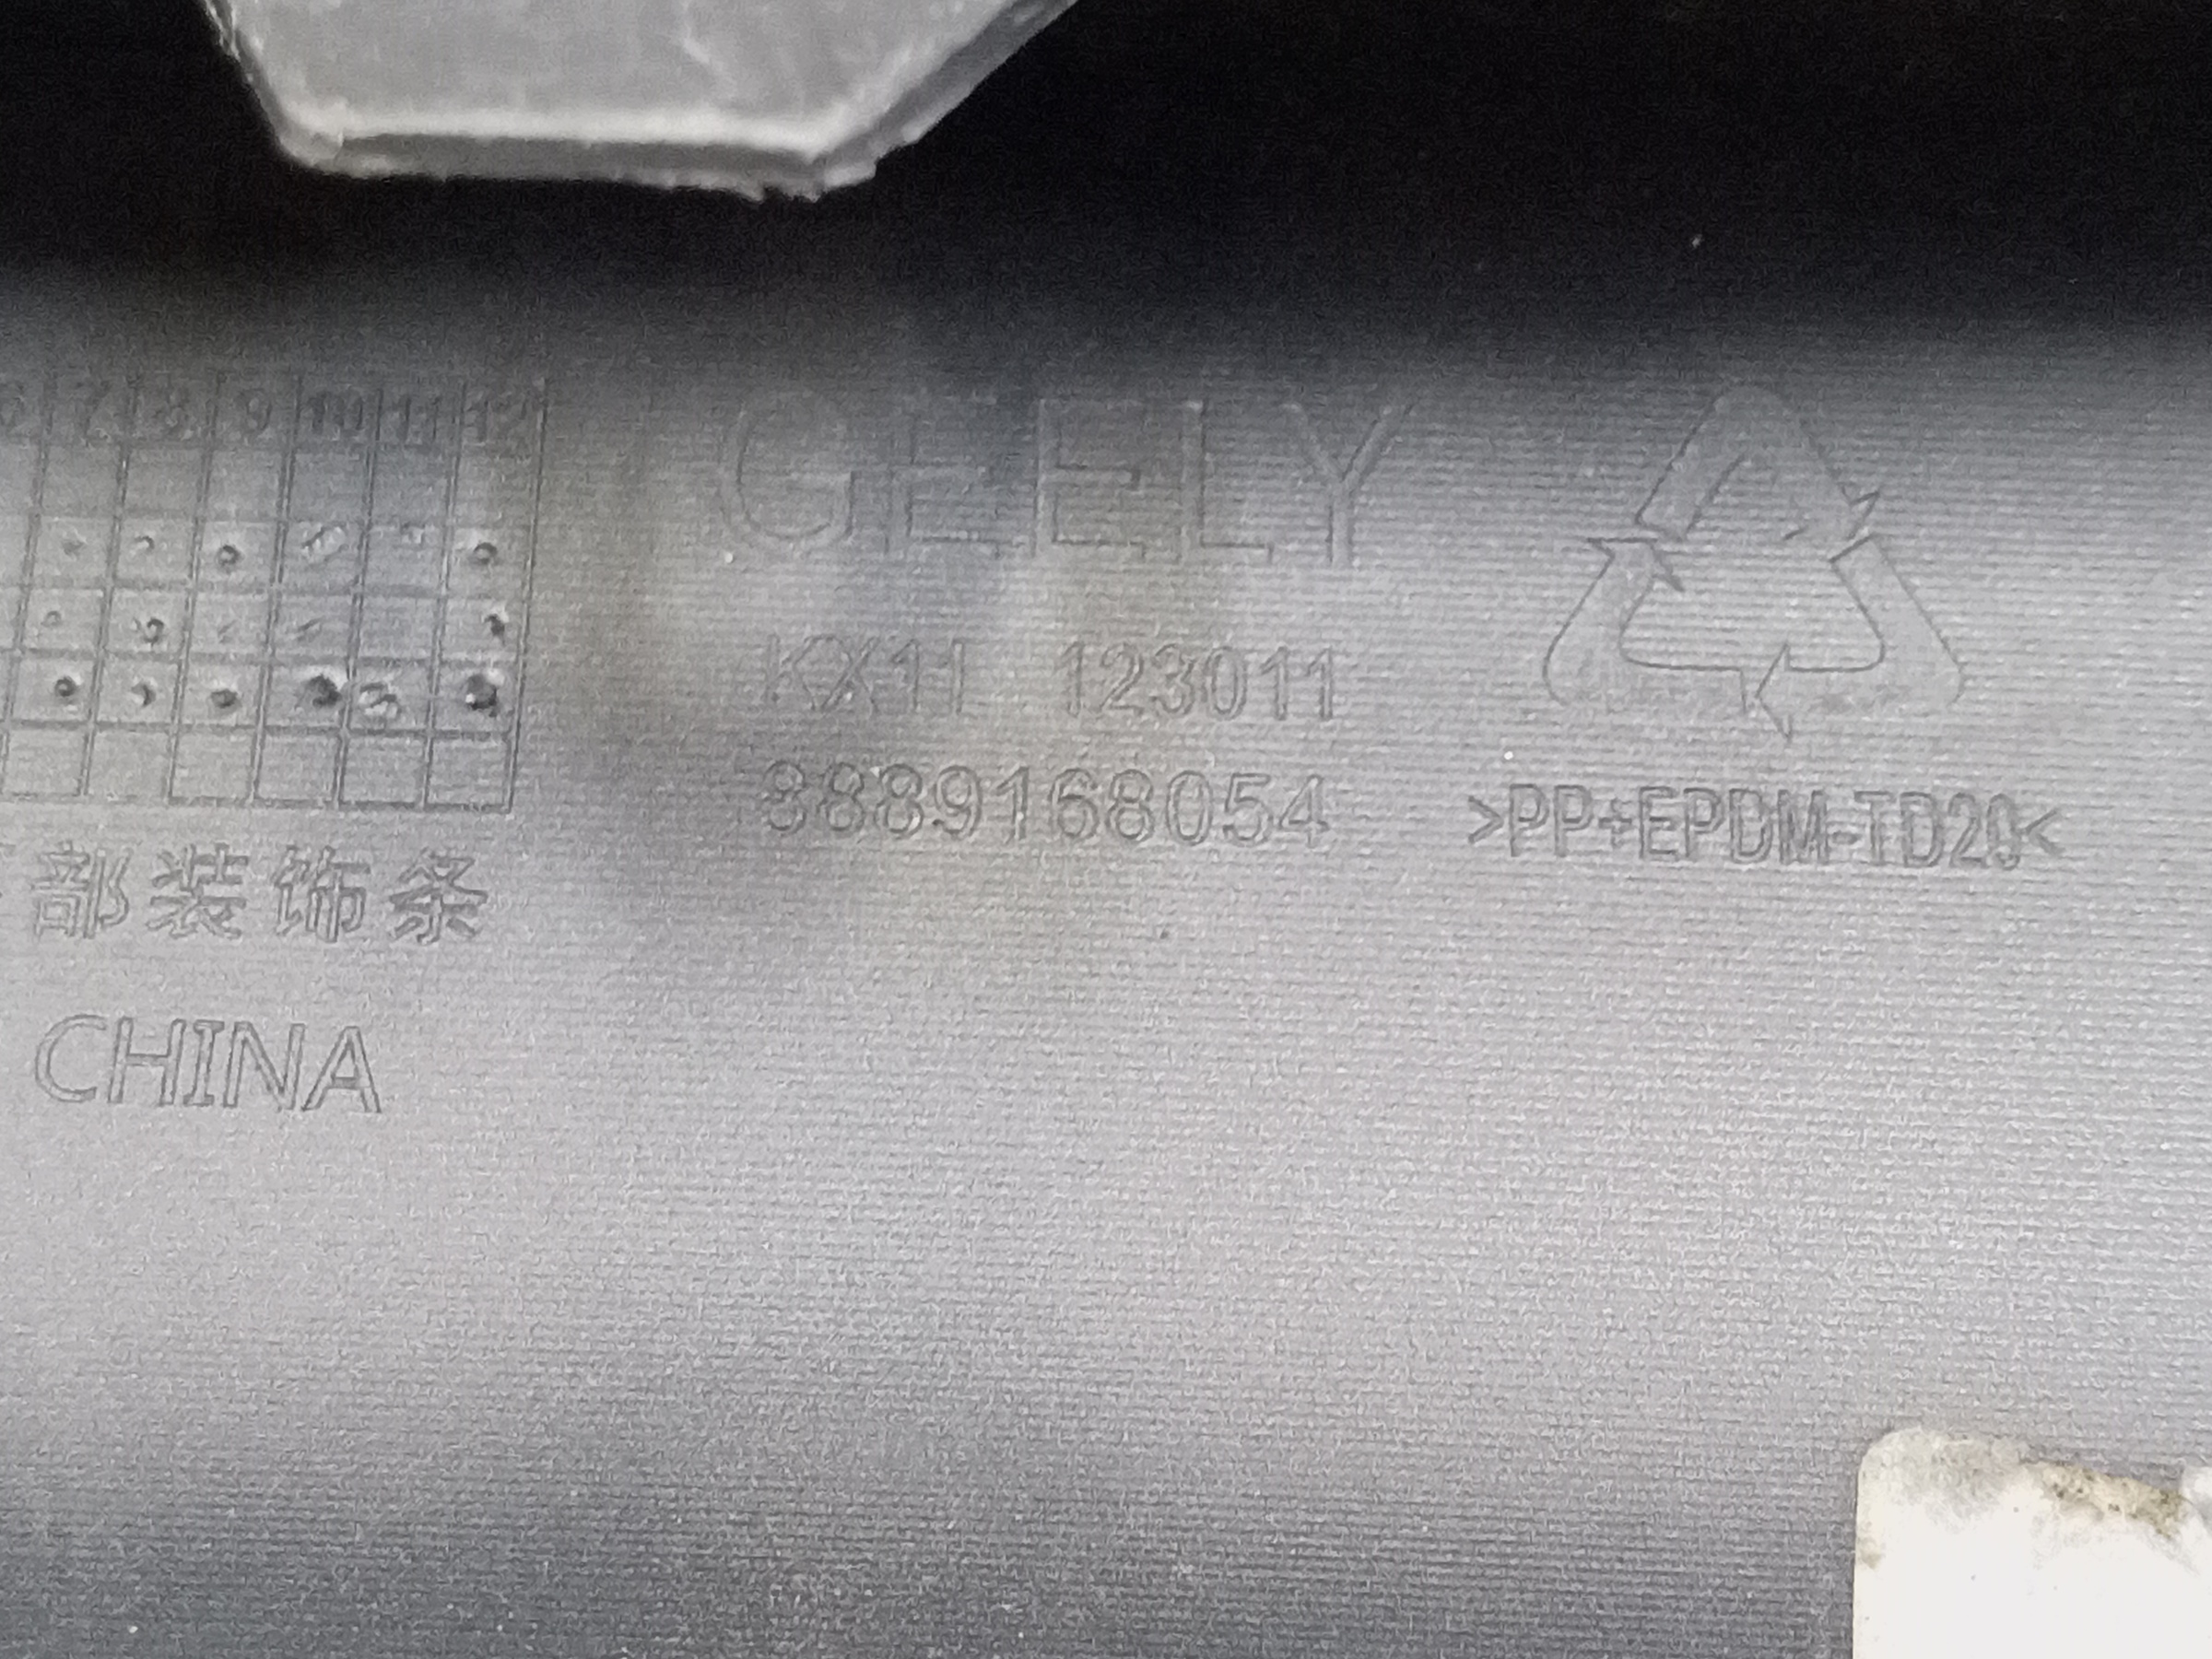 7 8 9 10 11 12
GEELY
KX11 123011
8889168054
>PP+EPDM-TD20<
部装饰条
CHINA